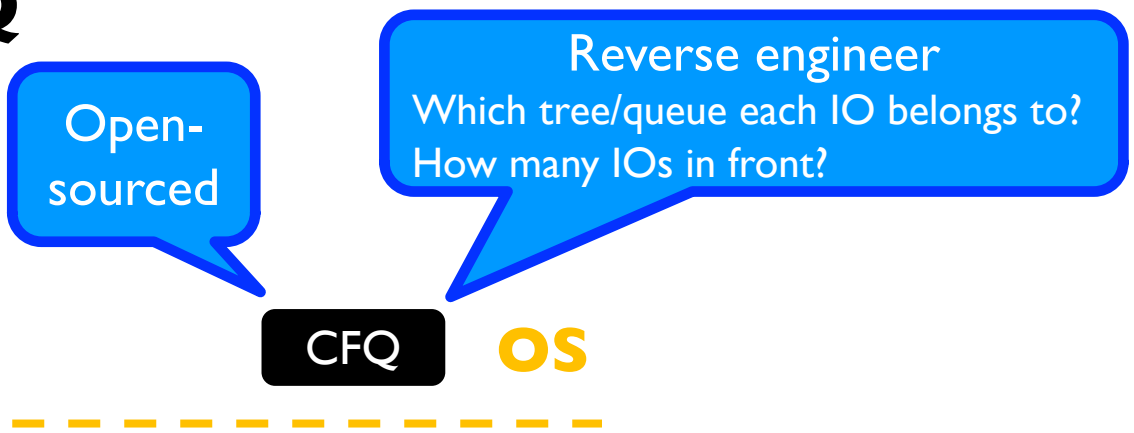 Reverse engineer
Which tree/queue each IO belongs to?
How many IOs in front?
Open-
sourced
CFQ
OS